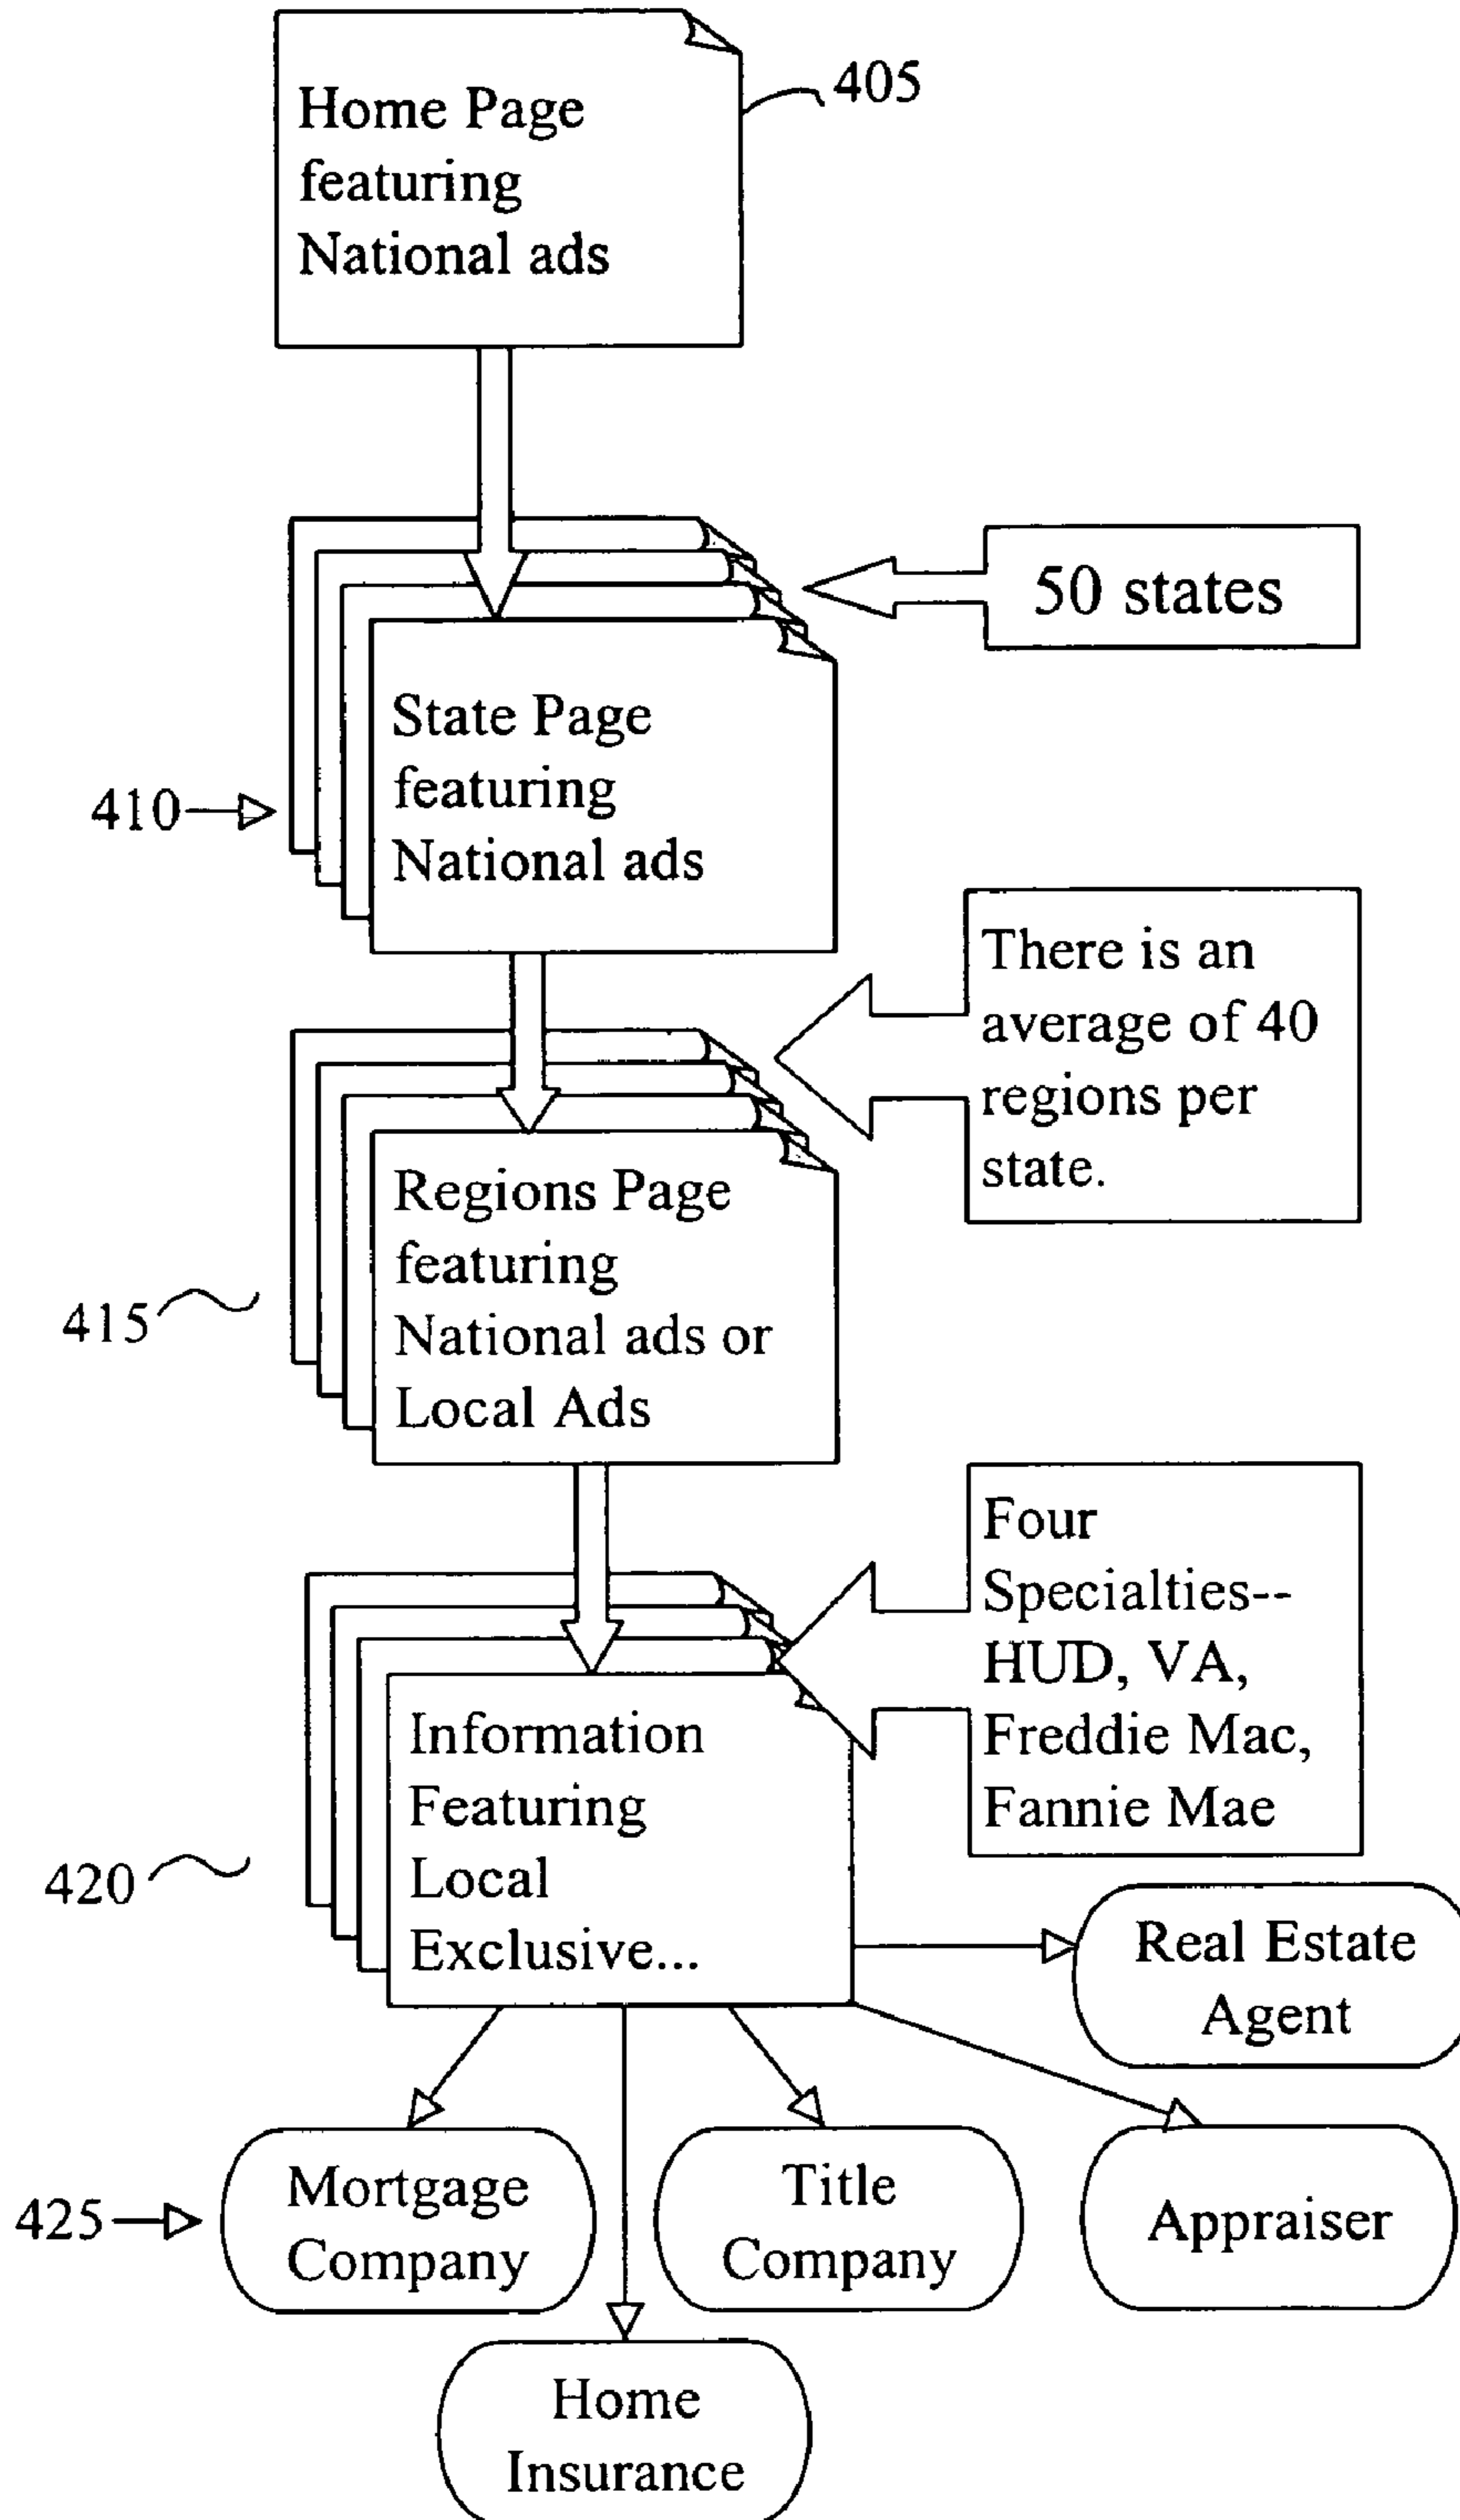 Home Page
featuring
National ads
405
50 states
State Page
featuring
National ads
410
There is an
average of 40
regions per
state.
Regions Page
featuring
National ads or
Local Ads
415
Four
Specialties--
HUD, VA,
Freddie Mac,
Fannie Mae
Information
Featuring
Local
Exclusive...
420
Real Estate
Agent
425
Mortgage
Company
Title
Company
Appraiser
Home
Insurance